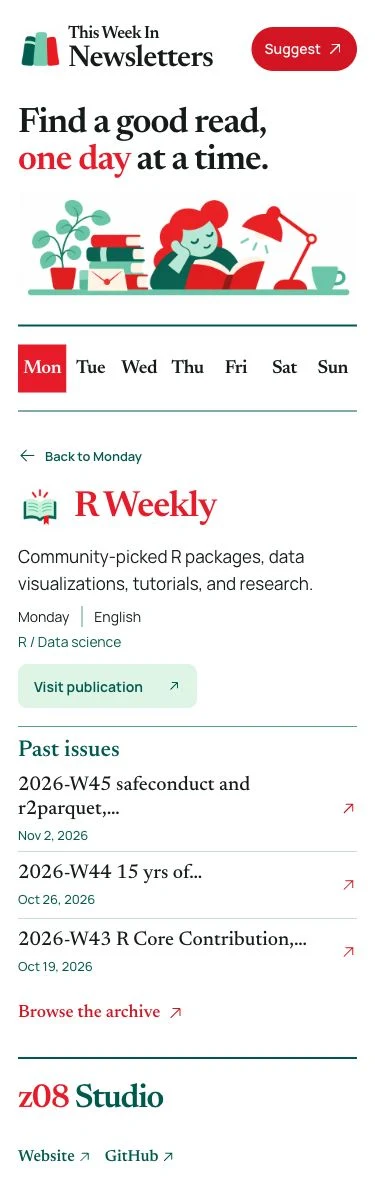 This Week In
Newsletters
Suggest
Find a good read,
one day at a time.
Mon Tue Wed Thu Fri Sat Sun
Back to Monday
R Weekly
Community-picked R packages, data
visualizations, tutorials, and research.
Monday English
R / Data science
Visit publication
Past issues
2026-W45 safeconduct and
r2parquet,...
Nov 2, 2026
2026-W44 15 yrs of...
Oct 26, 2026
2026-W43 R Core Contribution,...
Oct 19, 2026
Browse the archive
z08 Studio
Website GitHub